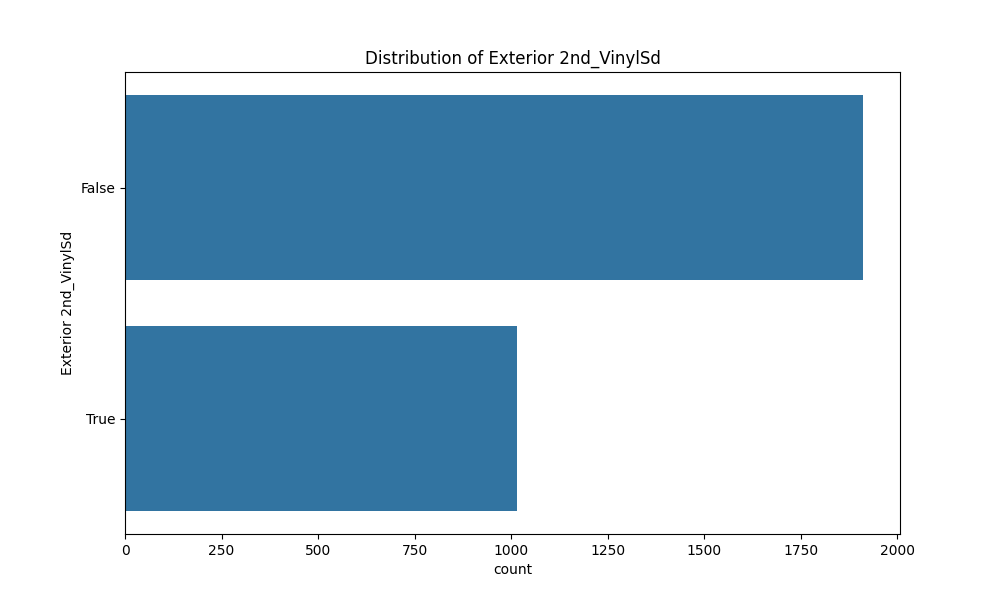 Distribution of Exterior 2nd_VinylSd
Exterior 2nd_VinylSd
False
True
0 250 500 750 1000 1250 1500 1750 2000
count